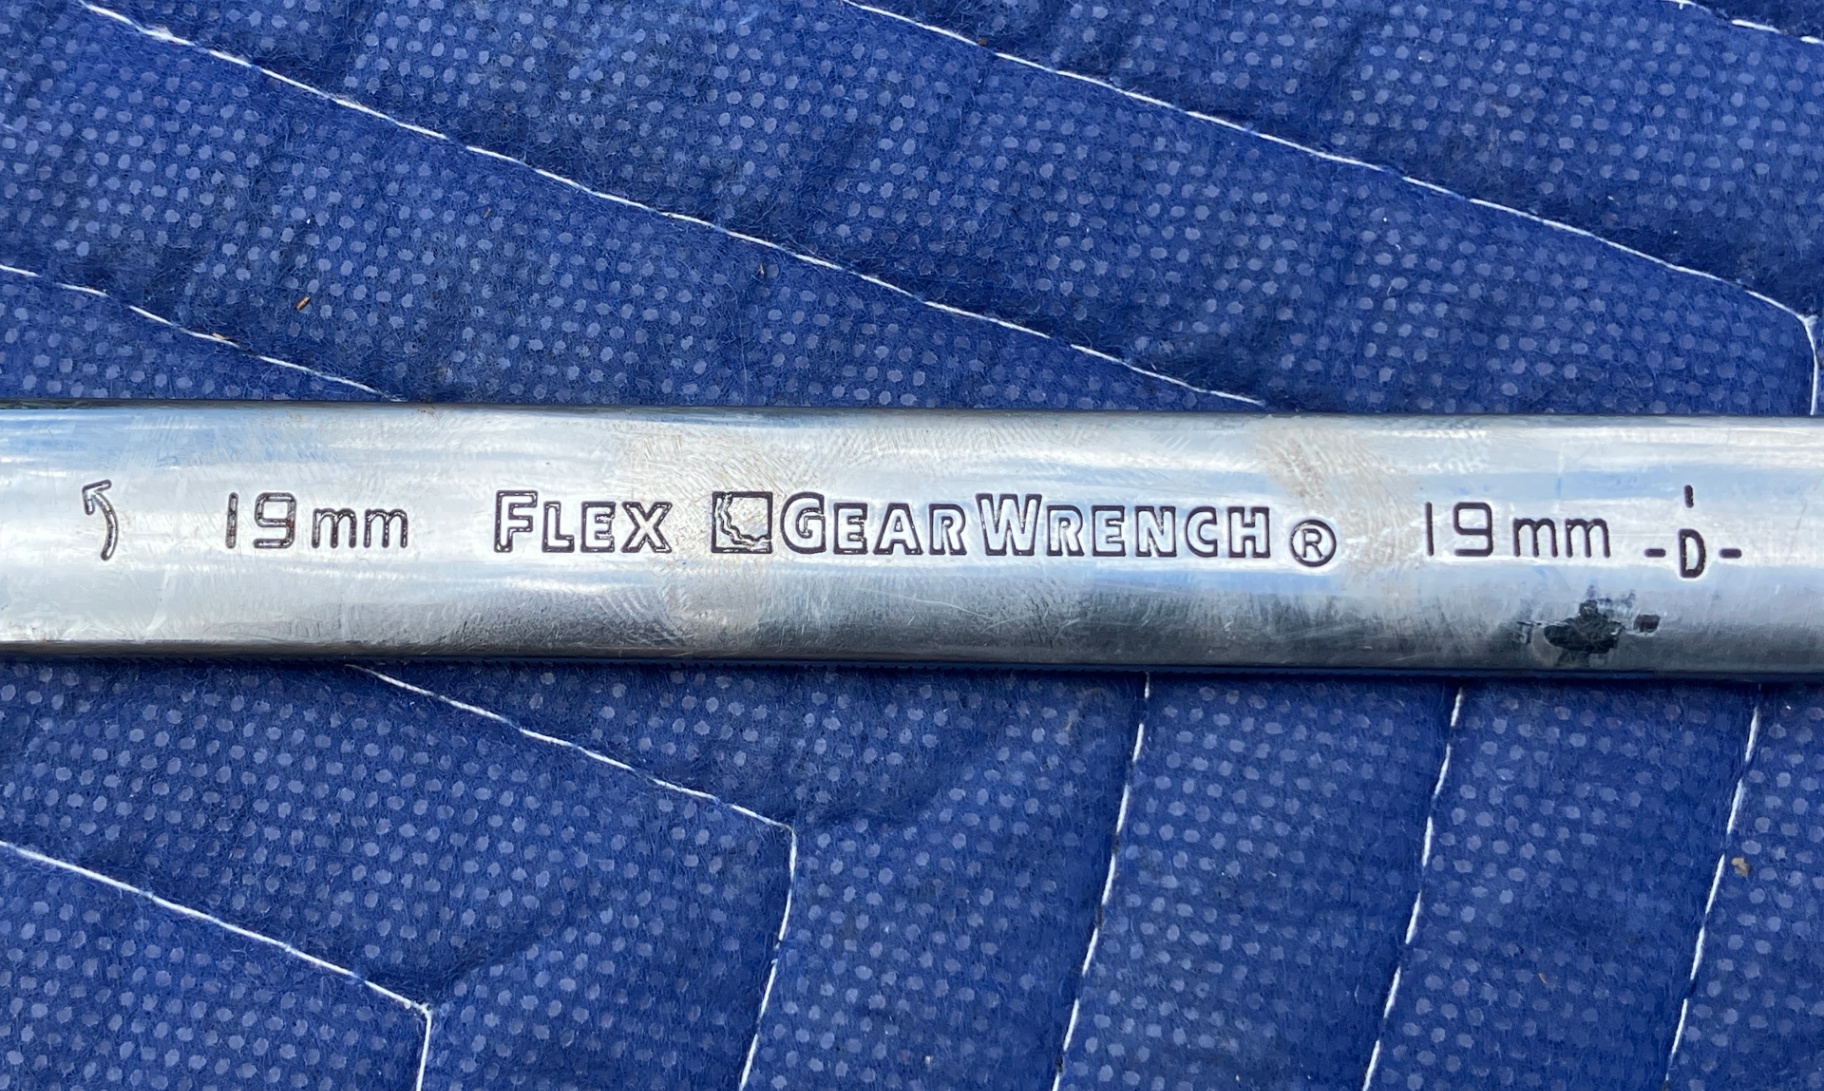 19mm FLEX GEARWRENCH® 19mm -D-